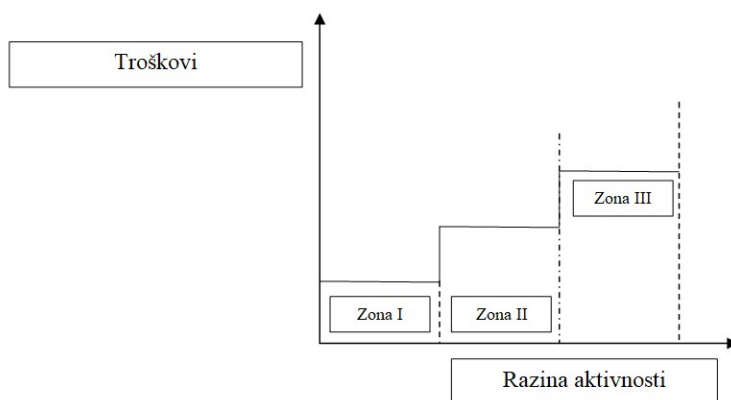 Troškovi
Zona III
Zona I
Zona II
Razina aktivnosti